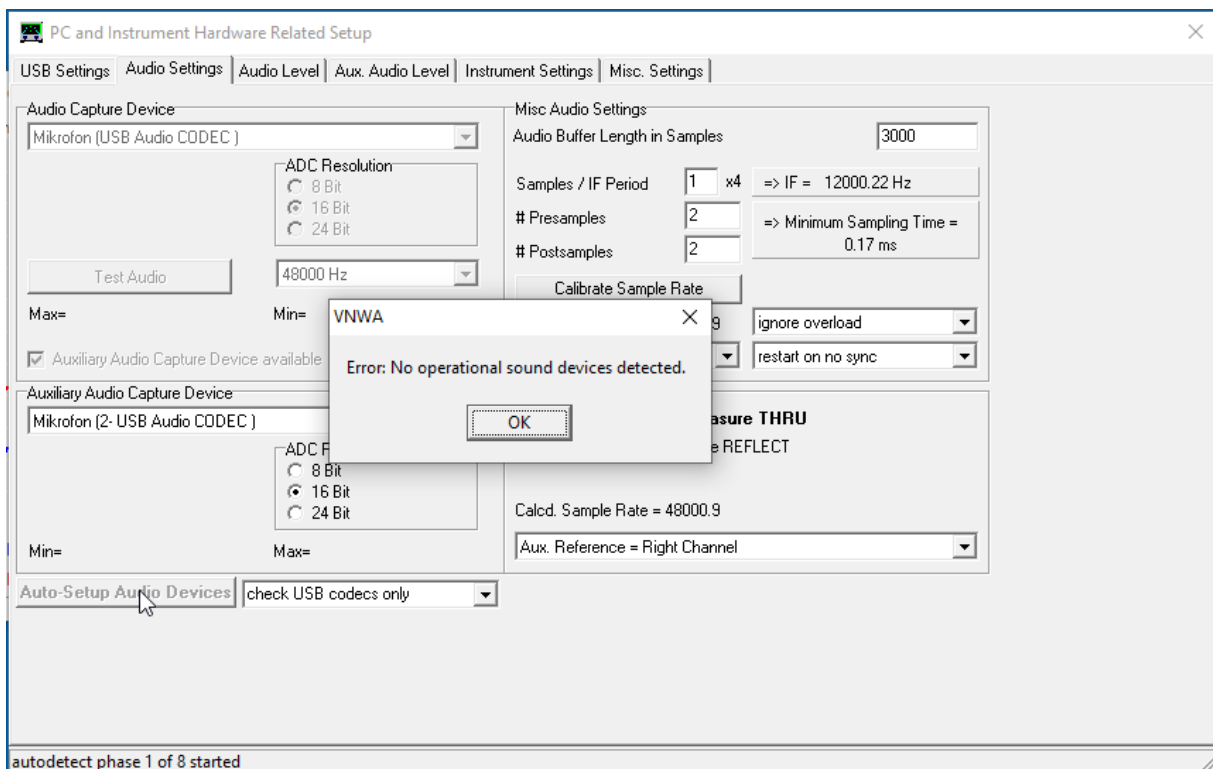 PC and Instrument Hardware Related Setup
USB Settings Audio Settings Audio Level Aux. Audio Level Instrument Settings Misc. Settings
Audio Capture Device
Mikrofon (USB Audio CODEC )
ADC Resolution
8 Bit
16 Bit
24 Bit
Test Audio
48000 Hz
Max=
Min=
Auxiliary Audio Capture Device available
Misc Audio Settings
Audio Buffer Length in Samples 3000
Samples / IF Period 1 x4 => IF = 12000.22 Hz
# Presamples 2
# Postsamples 2
=> Minimum Sampling Time =
0.17 ms
Calibrate Sample Rate
9 ignore overload
restart on no sync
VNWA
Error: No operational sound devices detected.
OK
Auxiliary Audio Capture Device
Mikrofon (2- USB Audio CODEC )
ADC
8 Bit
16 Bit
24 Bit
Min=
Max=
THRU
REFLECT
Calcd. Sample Rate = 48000.9
Aux. Reference = Right Channel
Auto-Setup Audio Devices check USB codecs only
autodetect phase 1 of 8 started